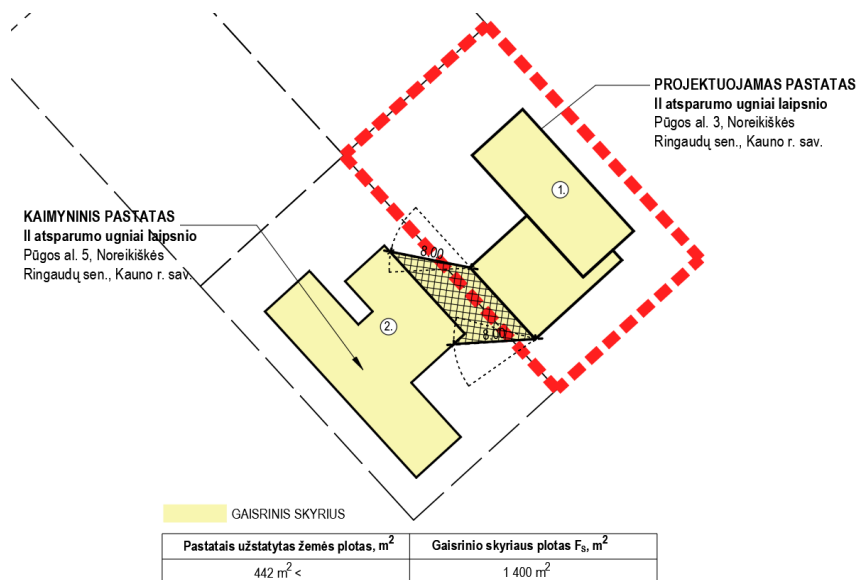 PROJEKTUOJAMAS PASTATAS
II atsparumo ugniai laipsnio
Pūgos al. 3, Noreikiškės
Ringaudų sen., Kauno r. sav.
1.
KAIMYNINIS PASTATAS
II atsparumo ugniai laipsnio
Pūgos al. 5, Noreikiškės
Ringaudų sen., Kauno r. sav.
8.00
2.
8.00
GAISRINIS SKYRIUS
Pastatais užstatytas žemės plotas, m² Gaisrinio skyriaus plotas Fs, m²
442 m² < 1 400 m²